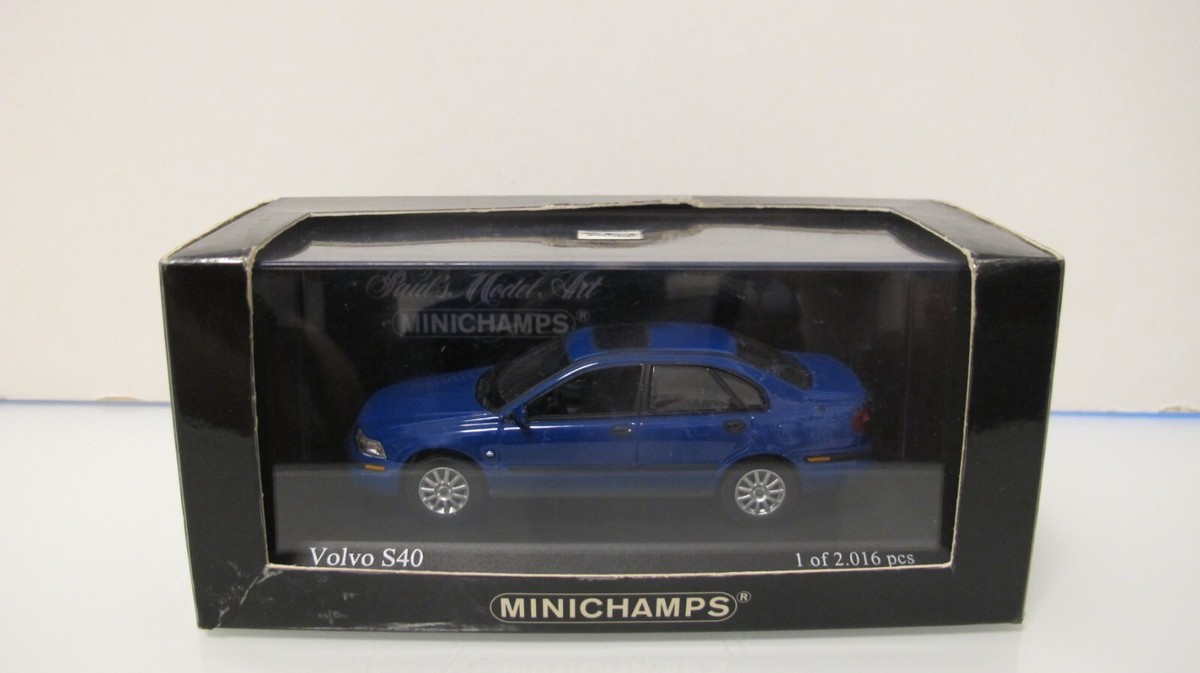 Paul's Model Art
MINICHAMPS®
Volvo S40
1 of 2.016 pcs
MINICHAMPS®